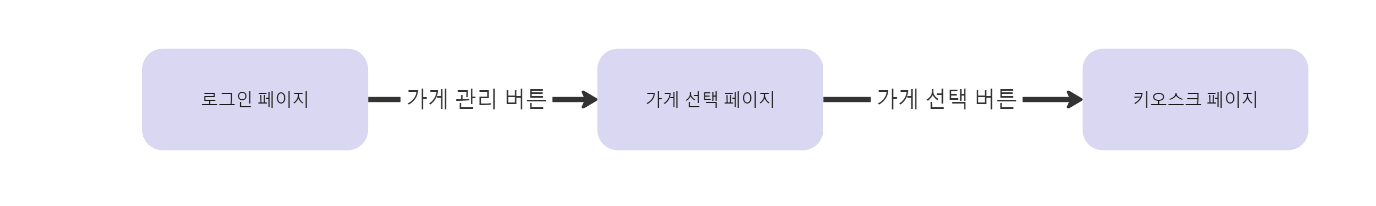 로그인 페이지
가게 관리 버튼
가게 선택 페이지
가게 선택 버튼
키오스크 페이지